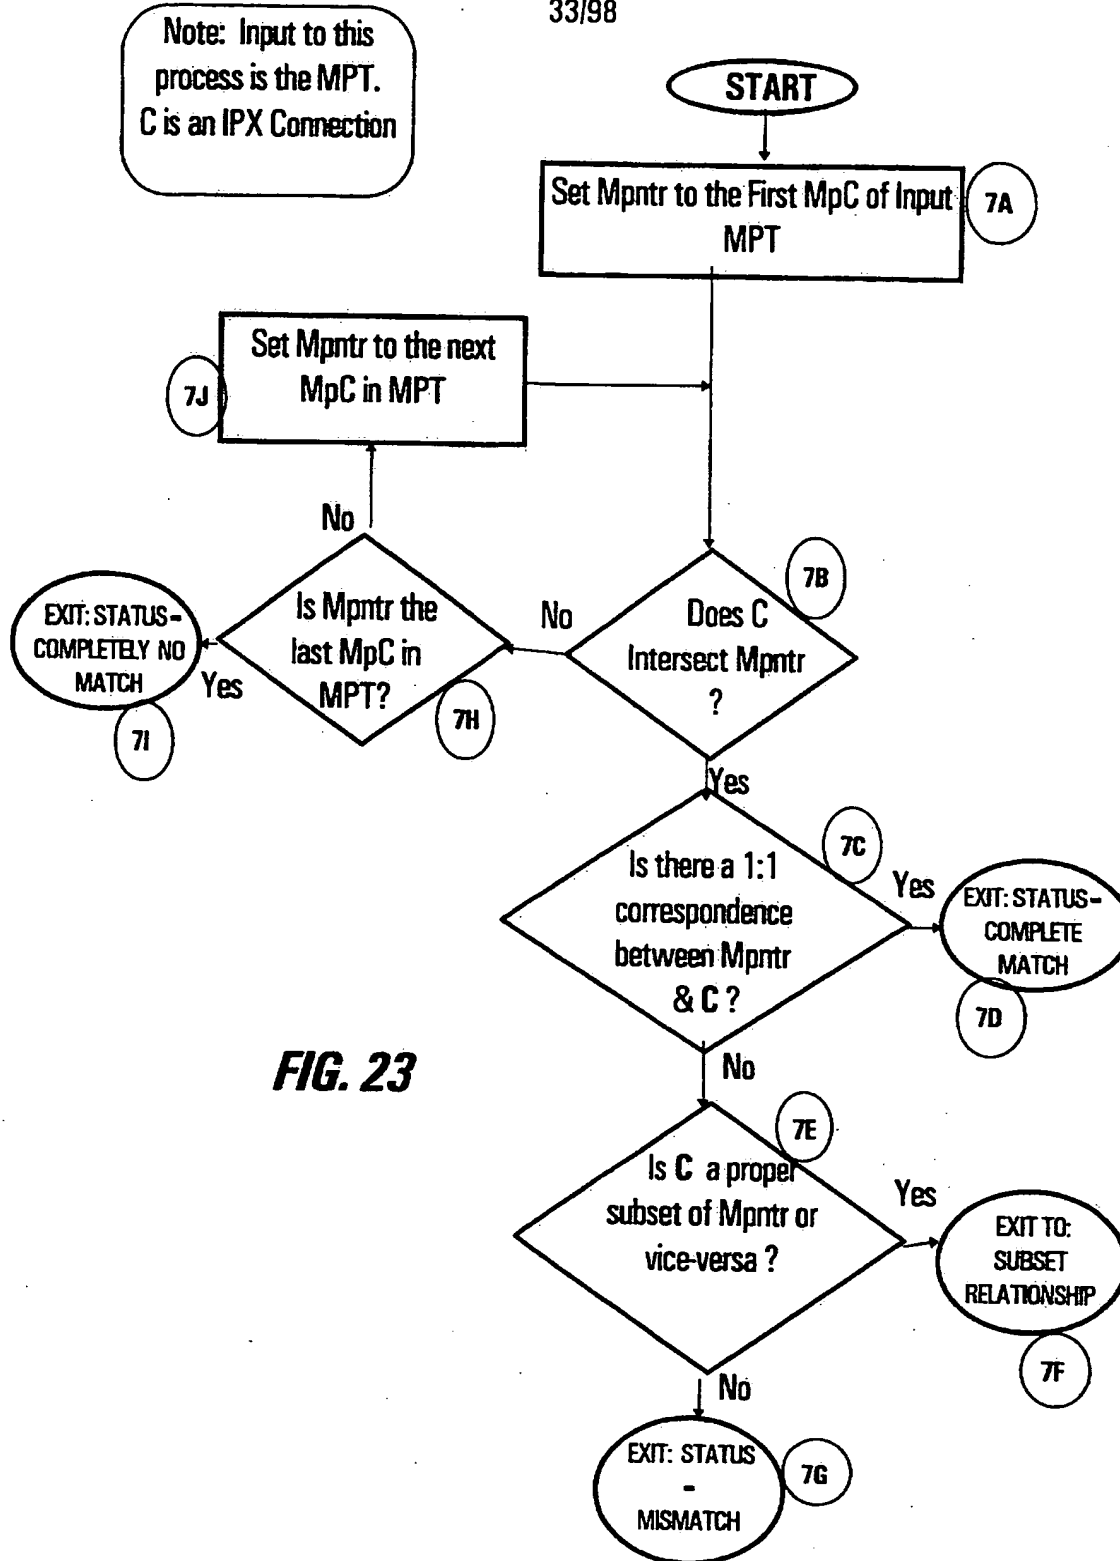 33/98
Note: Input to this
process is the MPT.
C is an IPX Connection
START
Set Mpntr to the First MpC of Input
MPT
7A
Set Mpntr to the next
MpC in MPT
7J
No
EXIT: STATUS-
COMPLETELY NO
MATCH
7I
Yes
Is Mpntr the
last MpC in
MPT?
7H
No
Does C
Intersect Mpntr
?
7B
Yes
Is there a 1:1
correspondence
between Mpntr
& C ?
7C
Yes
EXIT: STATUS-
COMPLETE
MATCH
7D
No
FIG. 23
Is C a proper
subset of Mpntr or
vice-versa ?
7E
Yes
EXIT TO:
SUBSET
RELATIONSHIP
7F
No
EXIT: STATUS
-
MISMATCH
7G